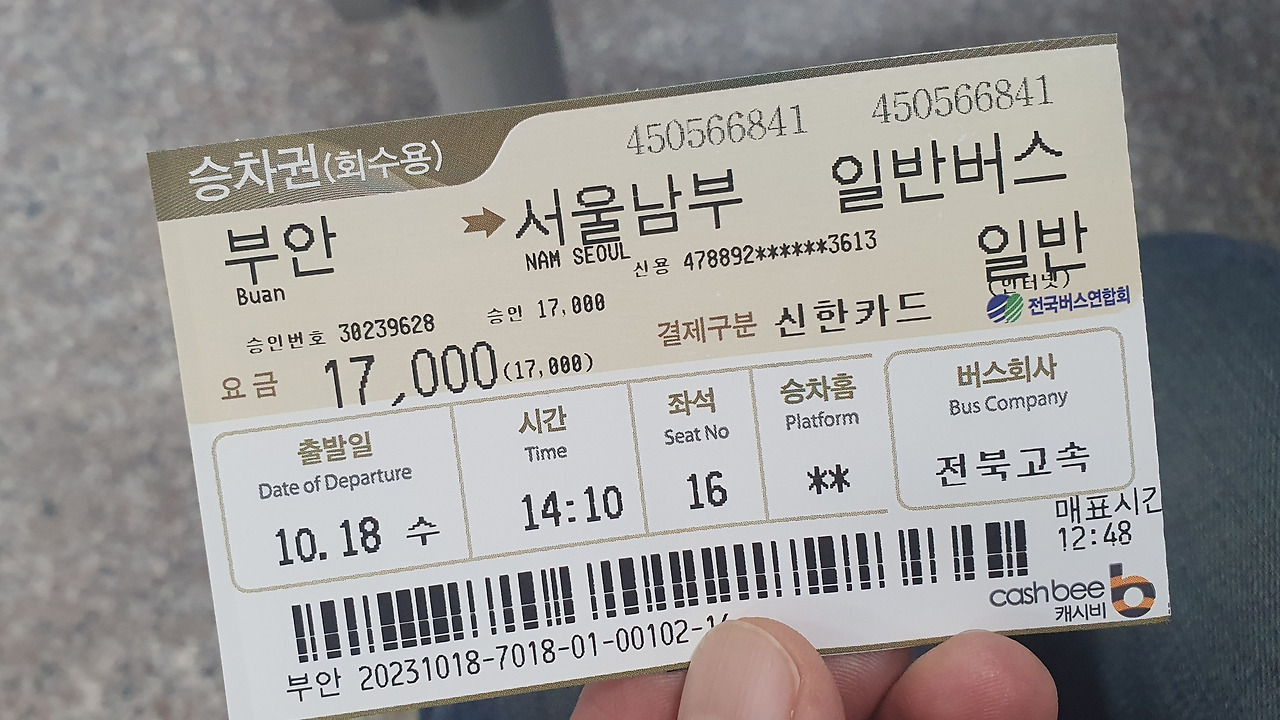 승차권(회수용)
450566841 450566841
부안 서울남부 일반버스
Buan NAM SEOUL 신용 478892******3613 일반
(인터넷)
승인번호 30239628 승인 17,000 결제구분 신한카드 전국버스연합회
요금 17,000(17,000)
출발일 시간 좌석 승차홈 버스회사
Date of Departure Time Seat No Platform Bus Company
10.18 수 14:10 16 ** 전북고속
매표시간
12:48
cashbee
캐시비
부안 20231018-7018-01-00102-